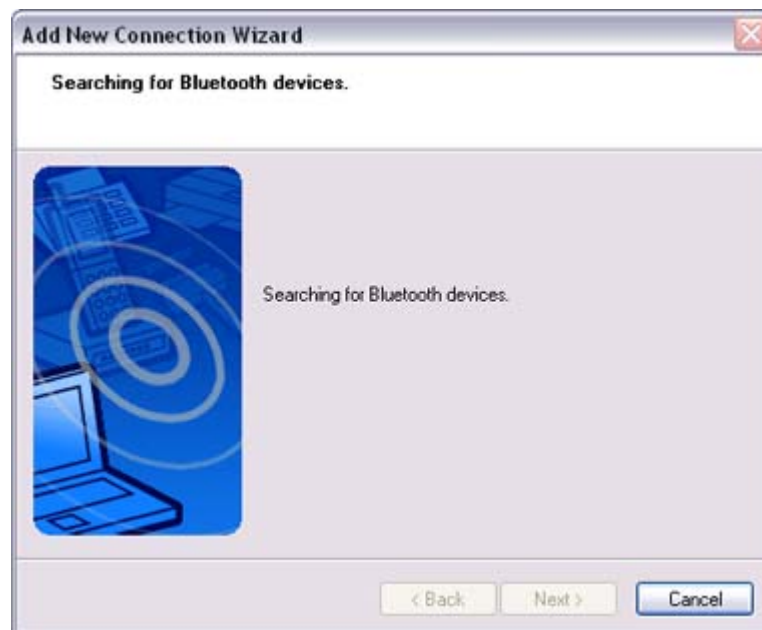 Add New Connection Wizard
Searching for Bluetooth devices.
Searching for Bluetooth devices.
< Back
Next >
Cancel